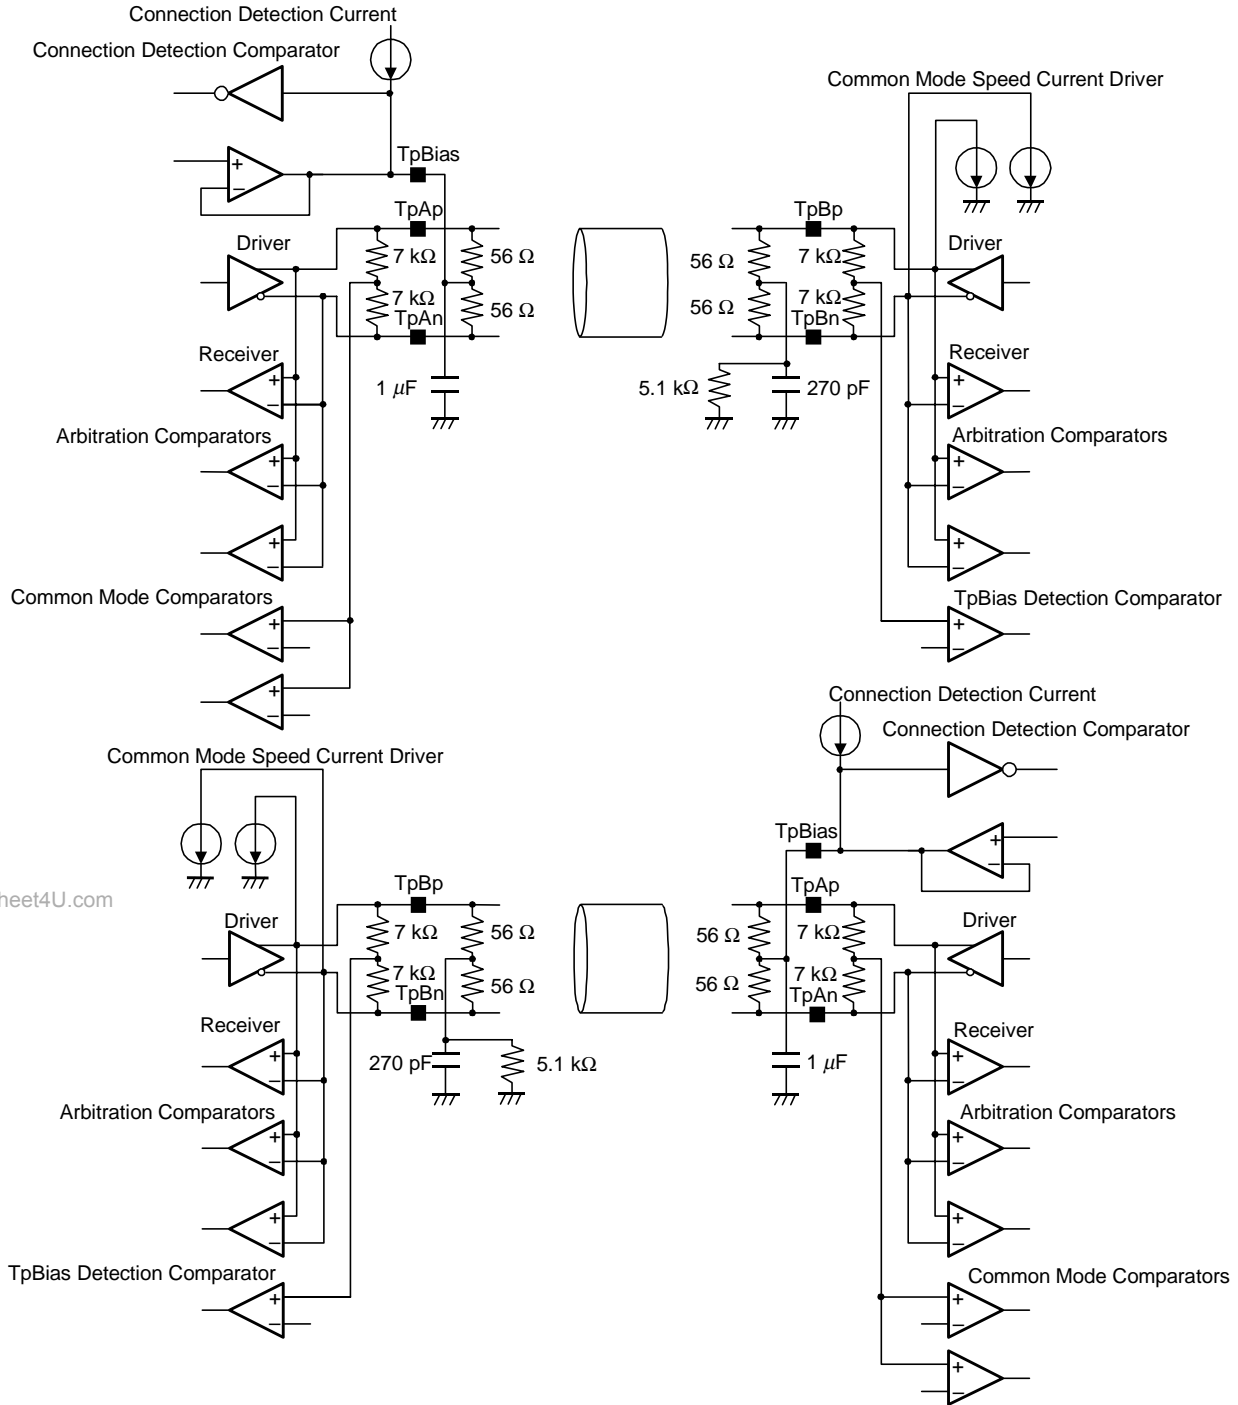 Connection Detection Current
Connection Detection Comparator
Common Mode Speed Current Driver
+
−
TpBias
TpAp
TpBp
Driver
7 kΩ
56 Ω
56 Ω
7 kΩ
Driver
7 kΩ
56 Ω
56 Ω
7 kΩ
TpAn
TpBn
Receiver
+
−
1 μF
5.1 kΩ
270 pF
Receiver
+
−
Arbitration Comparators
+
−
Arbitration Comparators
+
−
+
−
+
−
Common Mode Comparators
+
−
TpBias Detection Comparator
+
−
+
−
Connection Detection Current
Connection Detection Comparator
Common Mode Speed Current Driver
TpBias
+
−
heet4U.com
TpBp
TpAp
Driver
7 kΩ
56 Ω
56 Ω
7 kΩ
Driver
7 kΩ
56 Ω
56 Ω
7 kΩ
TpBn
TpAn
Receiver
+
−
270 pF
5.1 kΩ
1 μF
Receiver
+
−
Arbitration Comparators
+
−
Arbitration Comparators
+
−
+
−
+
−
TpBias Detection Comparator
+
−
Common Mode Comparators
+
−
+
−